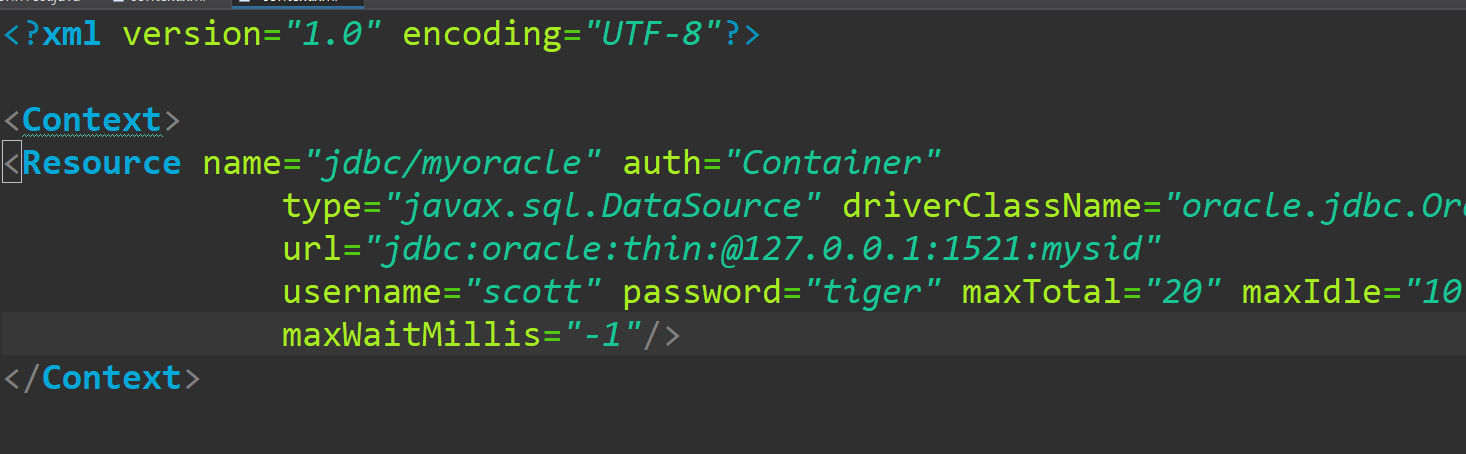 <?xml version="1.0" encoding="UTF-8"?>
<Context>
<Resource name="jdbc/myoracle" auth="Container"
type="javax.sql.DataSource" driverClassName="oracle.jdbc.Or
url="jdbc:oracle:thin:@127.0.0.1:1521:mysid"
username="scott" password="tiger" maxTotal="20" maxIdle="10
maxWaitMillis="-1"/>
</Context>